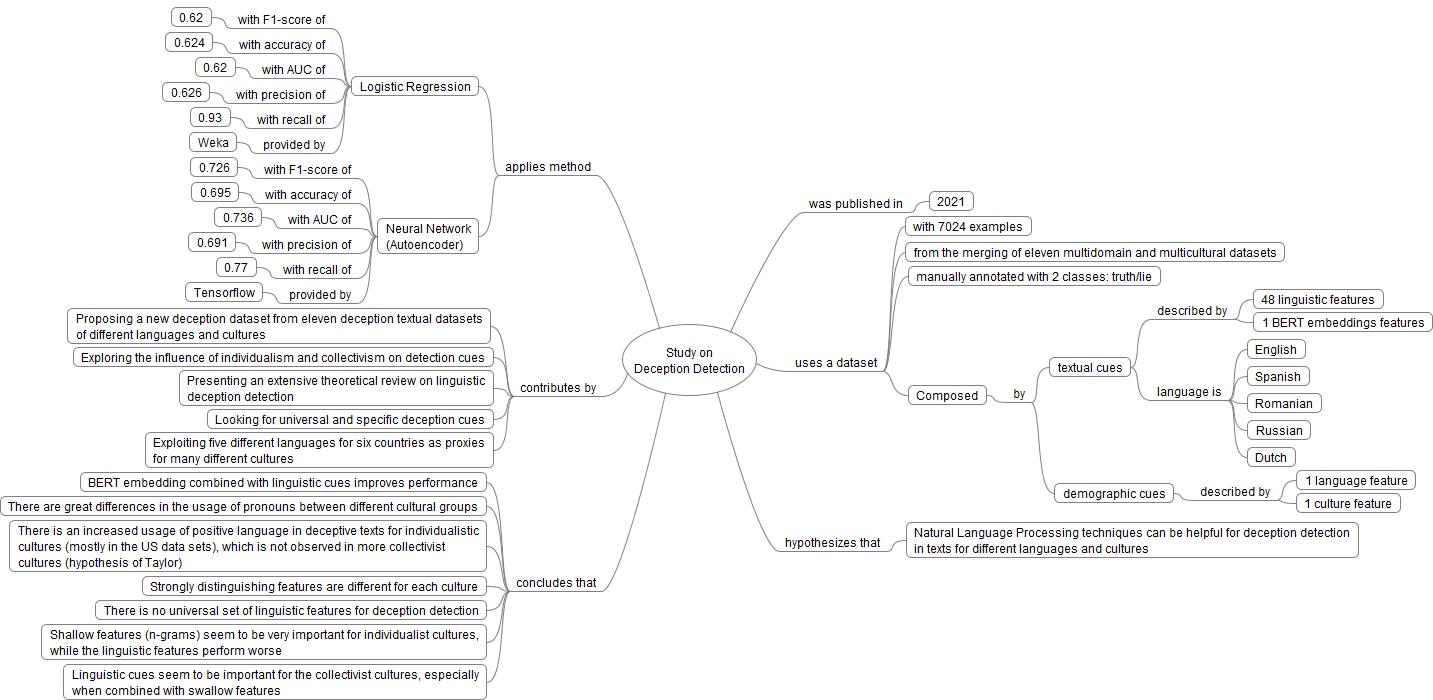 Study on
Deception Detection
applies method
Logistic Regression
with F1-score of
0.62
with accuracy of
0.624
with AUC of
0.62
with precision of
0.626
with recall of
0.93
provided by
Weka
Neural Network
(Autoencoder)
with F1-score of
0.726
with accuracy of
0.695
with AUC of
0.736
with precision of
0.691
with recall of
0.77
provided by
Tensorflow
contributes by
Proposing a new deception dataset from eleven deception textual datasets
of different languages and cultures
Exploring the influence of individualism and collectivism on detection cues
Presenting an extensive theoretical review on linguistic
deception detection
Looking for universal and specific deception cues
Exploiting five different languages for six countries as proxies
for many different cultures
concludes that
BERT embedding combined with linguistic cues improves performance
There are great differences in the usage of pronouns between different cultural groups
There is an increased usage of positive language in deceptive texts for individualistic
cultures (mostly in the US data sets), which is not observed in more collectivist
cultures (hypothesis of Taylor)
Strongly distinguishing features are different for each culture
There is no universal set of linguistic features for deception detection
Shallow features (n-grams) seem to be very important for individualist cultures,
while the linguistic features perform worse
Linguistic cues seem to be important for the collectivist cultures, especially
when combined with swallow features
was published in
2021
uses a dataset
with 7024 examples
from the merging of eleven multidomain and multicultural datasets
manually annotated with 2 classes: truth/lie
Composed
by
textual cues
described by
48 linguistic features
1 BERT embeddings features
language is
English
Spanish
Romanian
Russian
Dutch
demographic cues
described by
1 language feature
1 culture feature
hypothesizes that
Natural Language Processing techniques can be helpful for deception detection
in texts for different languages and cultures